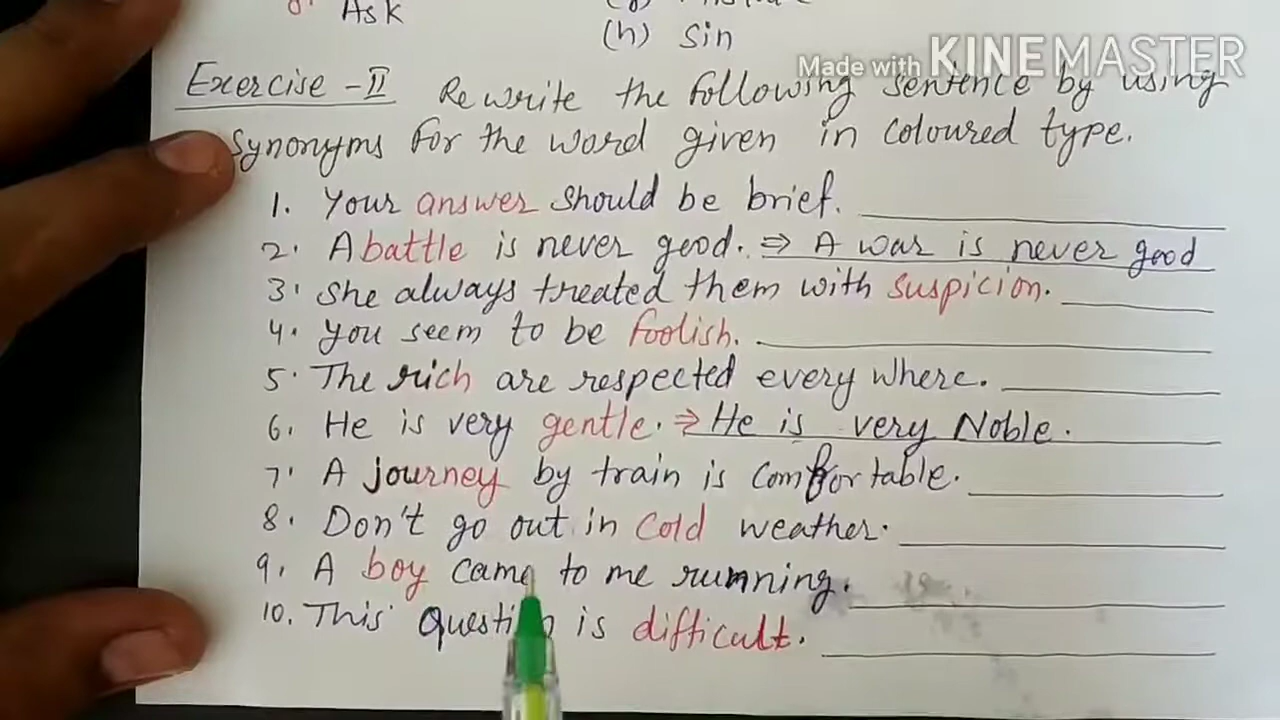 8. Ask
(h) Sin
Made with KINEMASTER
Exercise -II Rewrite the following sentence by using
synonyms for the word given in coloured type.
1. Your answer should be brief.
2. A battle is never good. ⇒ A war is never good
3. She always treated them with suspicion.
4. You seem to be foolish.
5. The rich are respected every where.
6. He is very gentle. ⇒ He is very Noble.
7. A journey by train is comfortable.
8. Don't go out in cold weather.
9. A boy came to me running.
10. This question is difficult.